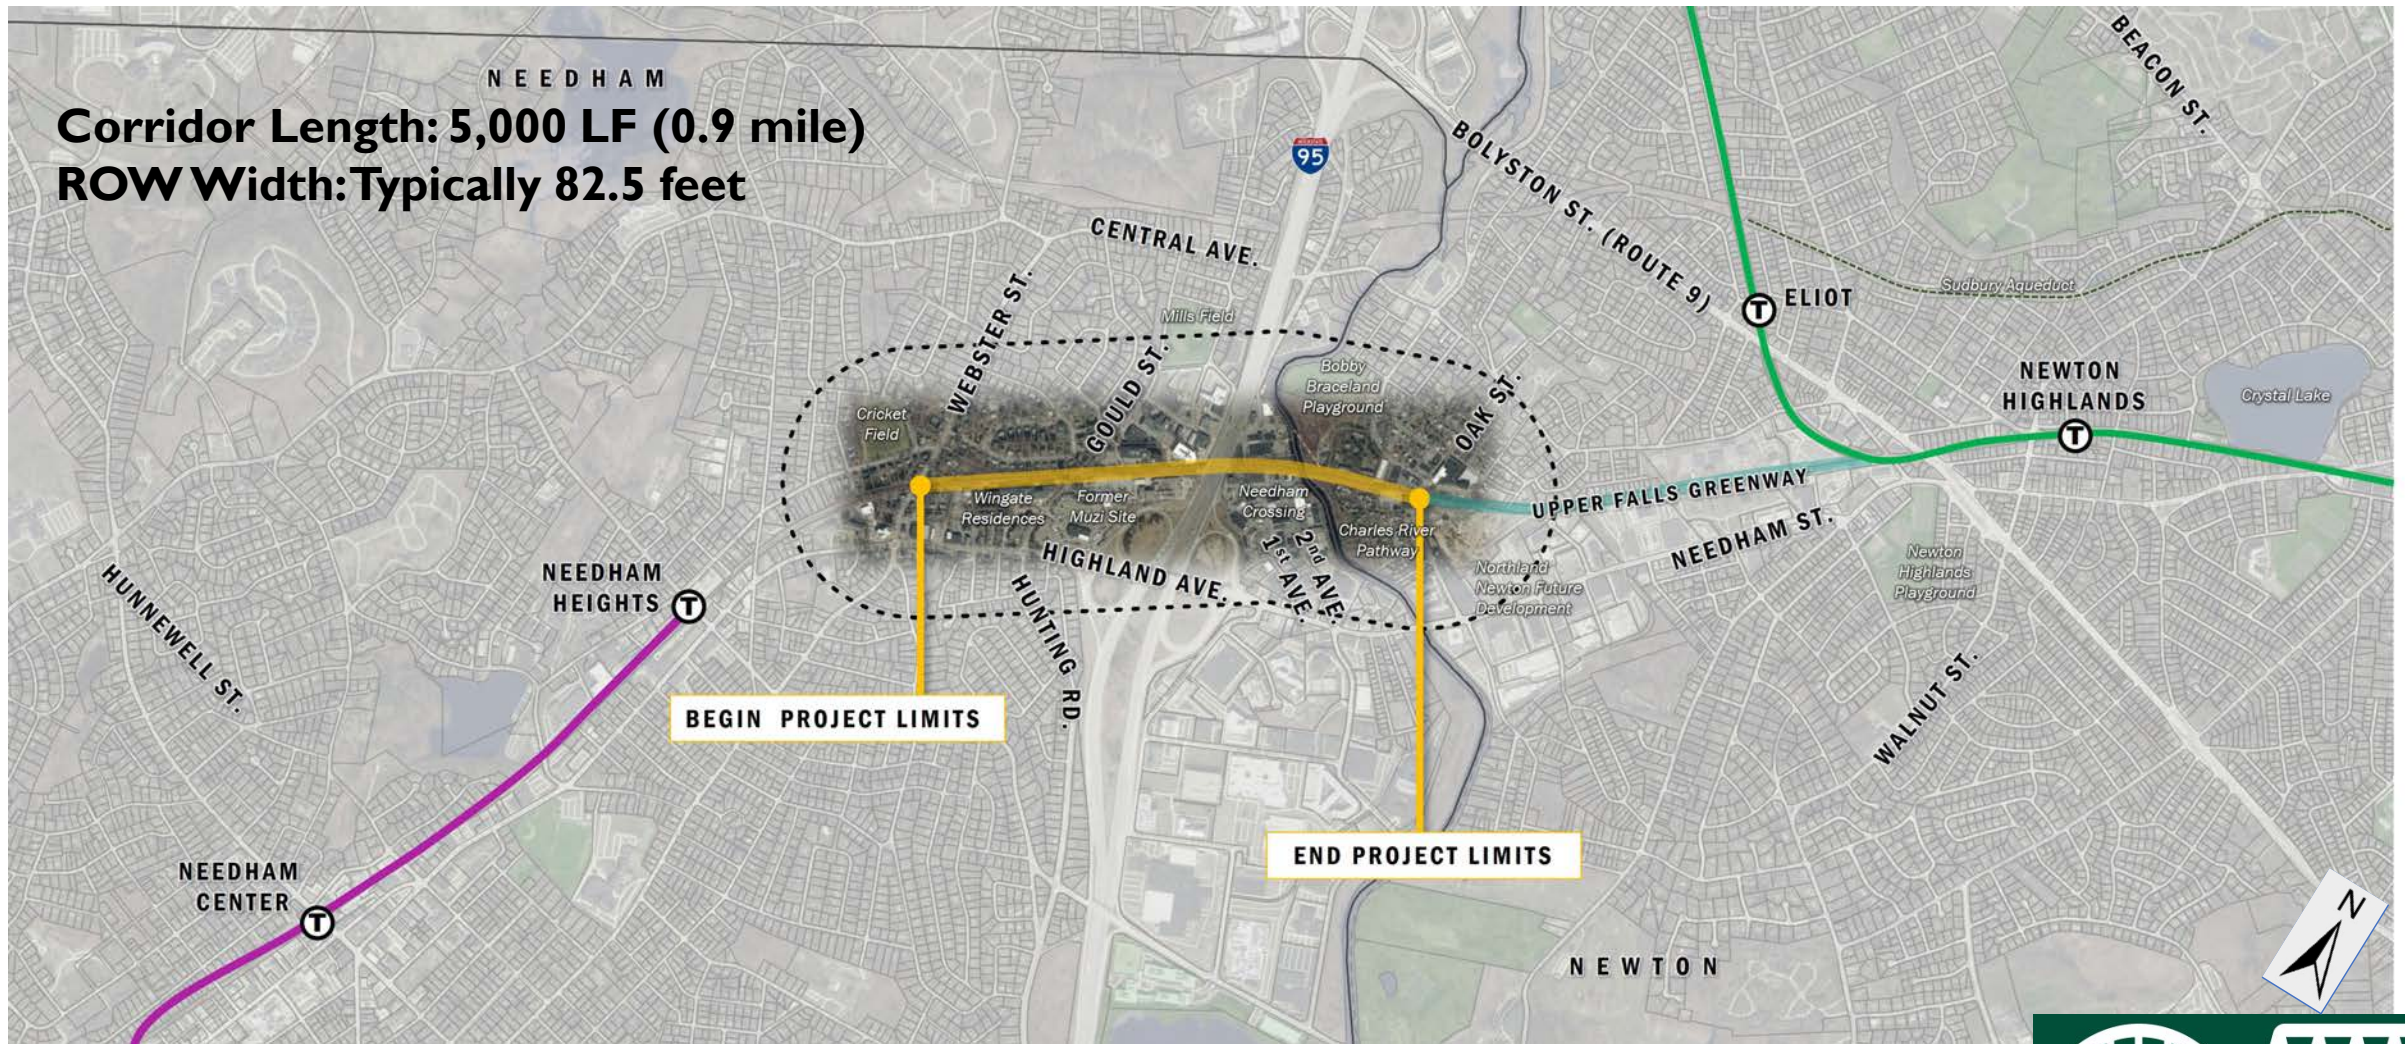 NEEDHAM
Corridor Length: 5,000 LF (0.9 mile)
ROW Width: Typically 82.5 feet
BEACON ST.
95
BOLYSTON ST. (ROUTE 9)
CENTRAL AVE.
WEBSTER ST.
Mills Field
GOULD ST.
ELIOT
Sudbury Aqueduct
NEWTON
HIGHLANDS
Crystal Lake
Bobby
Braceland
Playground
OAK ST.
Cricket
Field
Wingate
Residences
Former
Muzi Site
Needham
Crossing
Charles River
Pathway
UPPER FALLS GREENWAY
NEEDHAM ST.
HIGHLAND AVE.
1st AVE.
2nd AVE.
Northland
Newton Future
Development
Newton
Highlands
Playground
NEEDHAM
HEIGHTS
T
T
T
T
HUNNEWELL ST.
HUNTING RD.
WALNUT ST.
BEGIN PROJECT LIMITS
END PROJECT LIMITS
NEEDHAM
CENTER
NEWTON
N